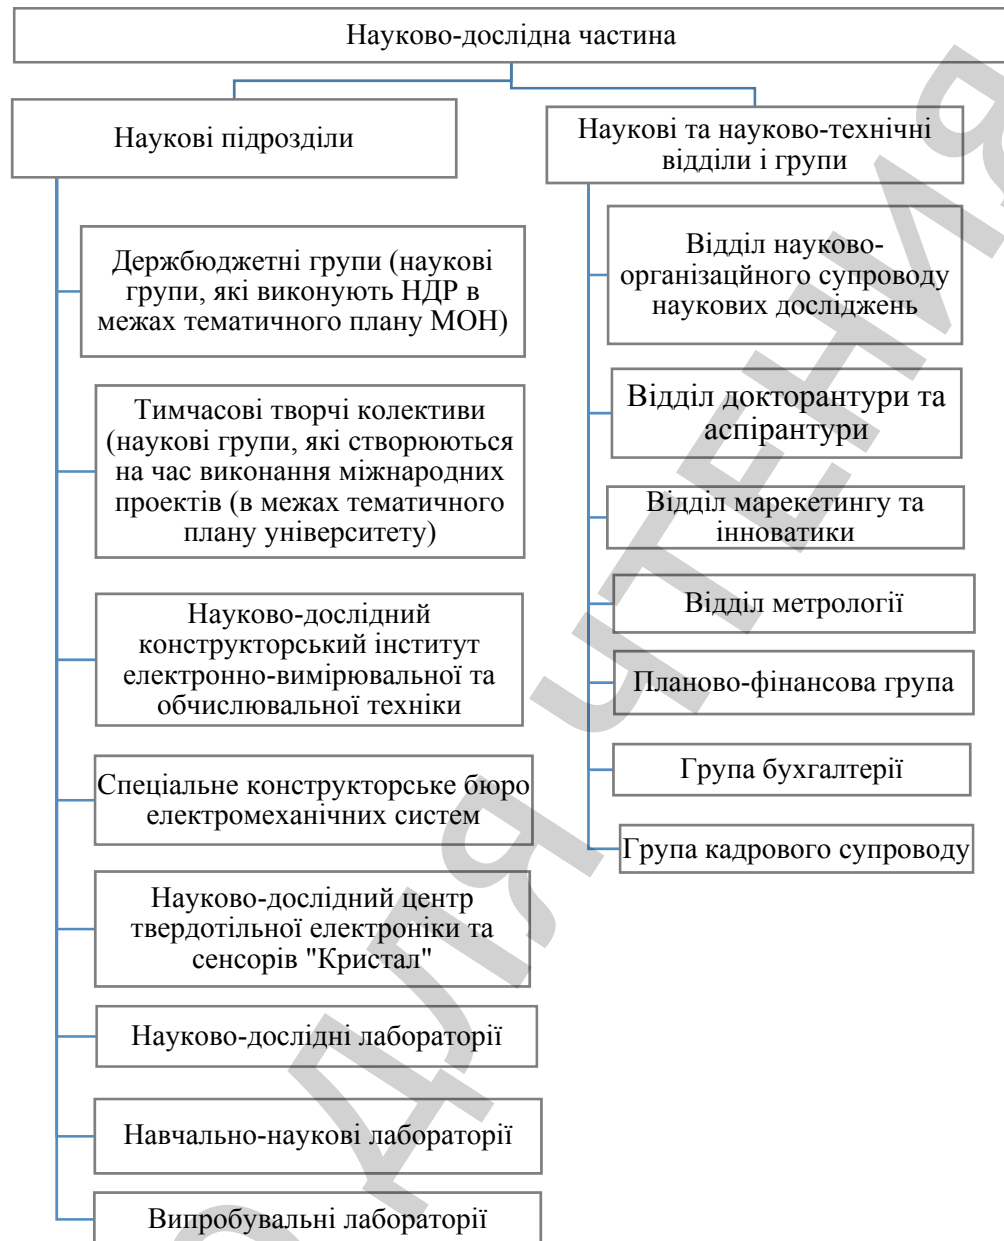 Науково-дослідна частина
Наукові підрозділи
Держбюджетні групи (наукові
групи, які виконують НДР в
межах тематичного плану МОН)
Тимчасові творчі колективи
(наукові групи, які створюються
на час виконання міжнародних
проектів (в межах тематичного
плану університету)
Науково-дослідний
конструкторський інститут
електронно-вимірювальної та
обчислювальної техніки
Спеціальне конструкторське бюро
електромеханічних систем
Науково-дослідний центр
твердотільної електроніки та
сенсорів "Кристал"
Науково-дослідні лабораторії
Навчально-наукові лабораторії
Випробувальні лабораторії
Наукові та науково-технічні
відділи і групи
Відділ науково-
організаційного супроводу
наукових досліджень
Відділ докторантури та
аспірантури
Відділ марекетингу та
інноватики
Відділ метрології
Планово-фінансова група
Група бухгалтерії
Група кадрового супроводу
ДЛЯ ЧТЕНИЯ